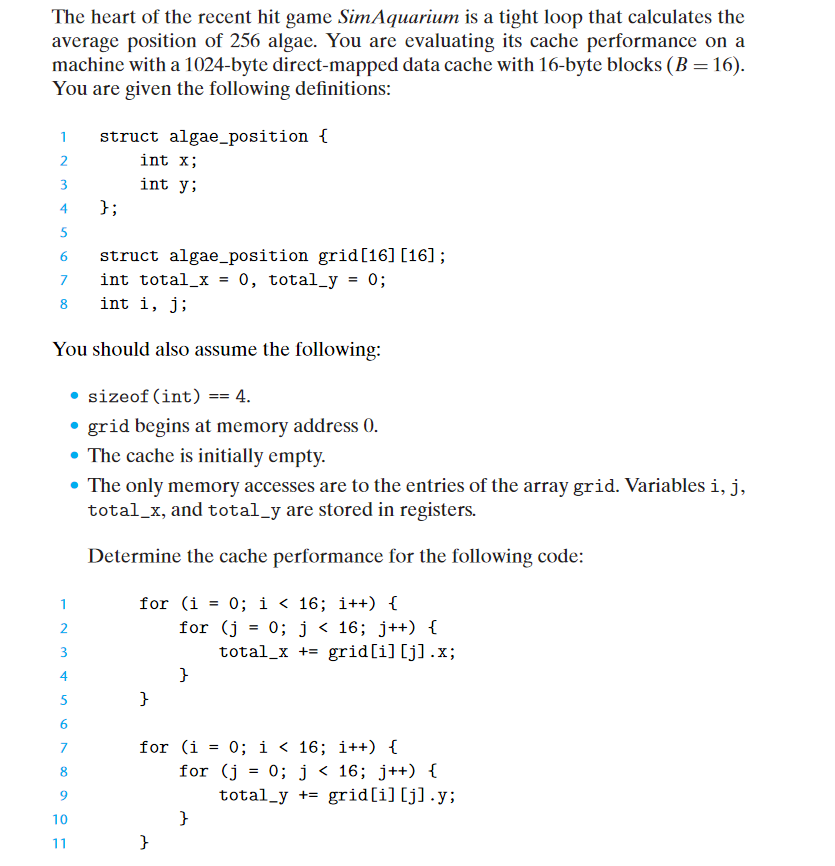 The heart of the recent hit game SimAquarium is a tight loop that calculates the
average position of 256 algae. You are evaluating its cache performance on a
machine with a 1024-byte direct-mapped data cache with 16-byte blocks (B = 16).
You are given the following definitions:
1 struct algae_position {
2 int x;
3 int y;
4 };
5
6 struct algae_position grid[16][16];
7 int total_x = 0, total_y = 0;
8 int i, j;
You should also assume the following:
• sizeof(int) == 4.
• grid begins at memory address 0.
• The cache is initially empty.
• The only memory accesses are to the entries of the array grid. Variables i, j,
total_x, and total_y are stored in registers.
Determine the cache performance for the following code:
1 for (i = 0; i < 16; i++) {
2 for (j = 0; j < 16; j++) {
3 total_x += grid[i][j].x;
4 }
5 }
6
7 for (i = 0; i < 16; i++) {
8 for (j = 0; j < 16; j++) {
9 total_y += grid[i][j].y;
10 }
11 }